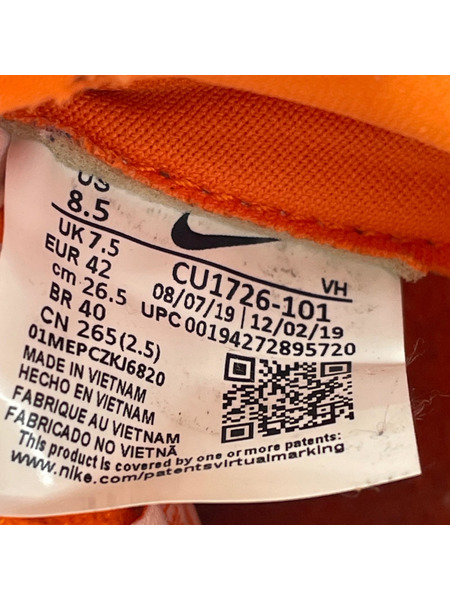 US
8.5
UK 7.5
EUR 42
cm 26.5
BR 40
CN 265 (2.5)
01MEPCZKJ6820
MADE IN VIETNAM
HECHO EN VIETNAM
FABRIQUE AU VIETNAM
FABRICADO NO VIETNÃ
This product is covered by one or more patents:
www.nike.com/patentsvirtualmarking
CU1726-101 VH
08/07/19 12/02/19
UPC 00194272895720